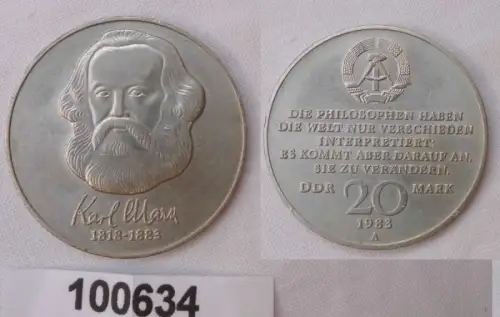 Karl Marx
1818-1883
DIE PHILOSOPHEN HABEN
DIE WELT NUR VERSCHIEDEN
INTERPRETIERT;
ES KOMMT ABER DARAUF AN,
SIE ZU VERÄNDERN.
DDR 20 MARK
1983
A
100634